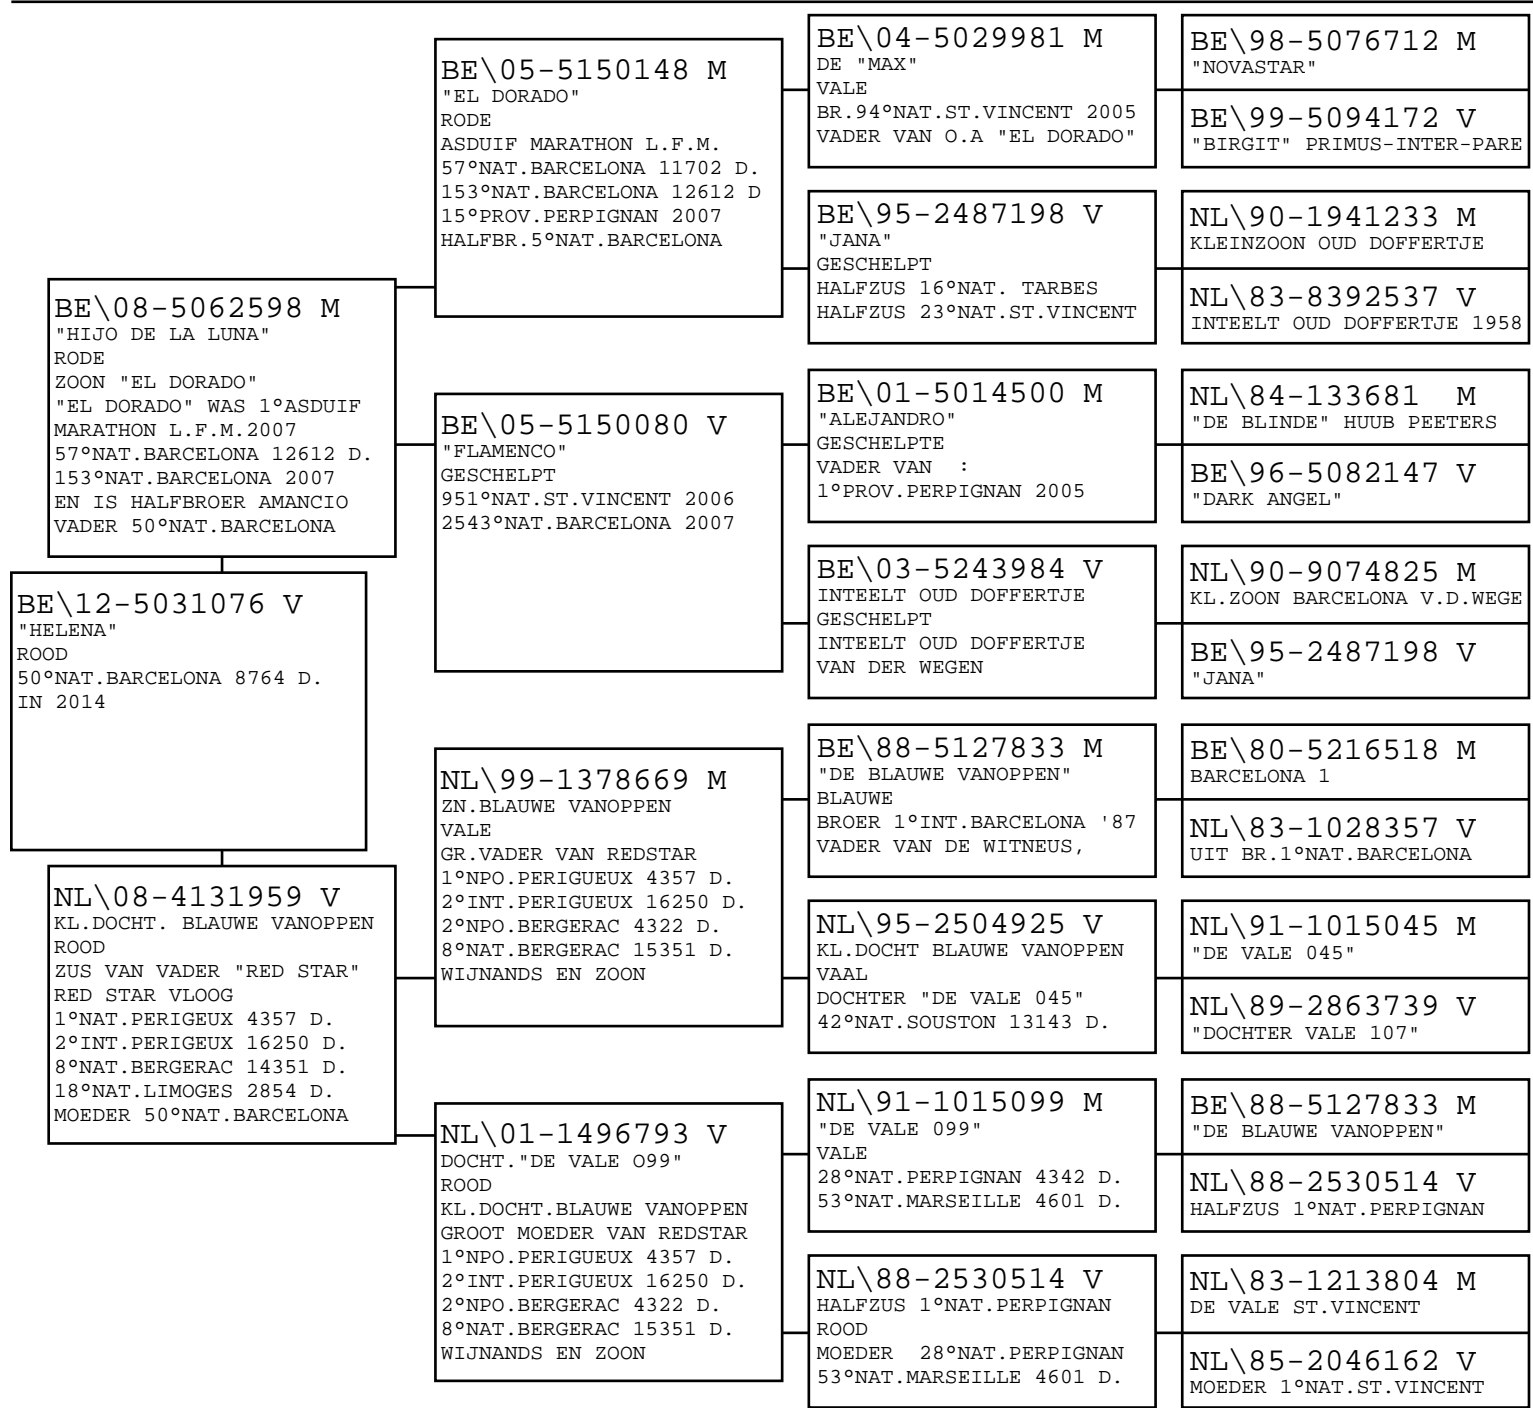 BE\12-5031076 V
"HELENA"
ROOD
50°NAT.BARCELONA 8764 D.
IN 2014
BE\08-5062598 M
"HIJO DE LA LUNA"
RODE
ZOON "EL DORADO"
"EL DORADO" WAS 1°ASDUIF
MARATHON L.F.M.2007
57°NAT.BARCELONA 12612 D.
153°NAT.BARCELONA 2007
EN IS HALFBROER AMANCIO
VADER 50°NAT.BARCELONA
NL\08-4131959 V
KL.DOCHT. BLAUWE VANOPPEN
ROOD
ZUS VAN VADER "RED STAR"
RED STAR VLOOG
1°NAT.PERIGEUX 4357 D.
2°INT.PERIGEUX 16250 D.
8°NAT.BERGERAC 14351 D.
18°NAT.LIMOGES 2854 D.
MOEDER 50°NAT.BARCELONA
BE\05-5150148 M
"EL DORADO"
RODE
ASDUIF MARATHON L.F.M.
57°NAT.BARCELONA 11702 D.
153°NAT.BARCELONA 12612 D
15°PROV.PERPIGNAN 2007
HALFBR.5°NAT.BARCELONA
BE\05-5150080 V
"FLAMENCO"
GESCHELPT
951°NAT.ST.VINCENT 2006
2543°NAT.BARCELONA 2007
NL\99-1378669 M
ZN.BLAUWE VANOPPEN
VALE
GR.VADER VAN REDSTAR
1°NPO.PERIGUEUX 4357 D.
2°INT.PERIGUEUX 16250 D.
2°NPO.BERGERAC 4322 D.
8°NAT.BERGERAC 15351 D.
WIJNANDS EN ZOON
NL\01-1496793 V
DOCHT."DE VALE O99"
ROOD
KL.DOCHT.BLAUWE VANOPPEN
GROOT MOEDER VAN REDSTAR
1°NPO.PERIGUEUX 4357 D.
2°INT.PERIGUEUX 16250 D.
2°NPO.BERGERAC 4322 D.
8°NAT.BERGERAC 15351 D.
WIJNANDS EN ZOON
BE\04-5029981 M
DE "MAX"
VALE
BR.94°NAT.ST.VINCENT 2005
VADER VAN O.A "EL DORADO"
BE\95-2487198 V
"JANA"
GESCHELPT
HALFZUS 16°NAT. TARBES
HALFZUS 23°NAT.ST.VINCENT
BE\01-5014500 M
"ALEJANDRO"
GESCHELPTE
VADER VAN  :
1°PROV.PERPIGNAN 2005
BE\03-5243984 V
INTEELT OUD DOFFERTJE
GESCHELPT
INTEELT OUD DOFFERTJE
VAN DER WEGEN
BE\88-5127833 M
"DE BLAUWE VANOPPEN"
BLAUWE
BROER 1°INT.BARCELONA '87
VADER VAN DE WITNEUS,
NL\95-2504925 V
KL.DOCHT BLAUWE VANOPPEN
VAAL
DOCHTER "DE VALE 045"
42°NAT.SOUSTON 13143 D.
NL\91-1015099 M
"DE VALE 099"
VALE
28°NAT.PERPIGNAN 4342 D.
53°NAT.MARSEILLE 4601 D.
NL\88-2530514 V
HALFZUS 1°NAT.PERPIGNAN
ROOD
MOEDER  28°NAT.PERPIGNAN
53°NAT.MARSEILLE 4601 D.
BE\98-5076712 M
"NOVASTAR"
BE\99-5094172 V
"BIRGIT" PRIMUS-INTER-PARE
NL\90-1941233 M
KLEINZOON OUD DOFFERTJE
NL\83-8392537 V
INTEELT OUD DOFFERTJE 1958
NL\84-133681  M
"DE BLINDE" HUUB PEETERS
BE\96-5082147 V
"DARK ANGEL"
NL\90-9074825 M
KL.ZOON BARCELONA V.D.WEGE
BE\95-2487198 V
"JANA"
BE\80-5216518 M
BARCELONA 1
NL\83-1028357 V
UIT BR.1°NAT.BARCELONA
NL\91-1015045 M
"DE VALE 045"
NL\89-2863739 V
"DOCHTER VALE 107"
BE\88-5127833 M
"DE BLAUWE VANOPPEN"
NL\88-2530514 V
HALFZUS 1°NAT.PERPIGNAN
NL\83-1213804 M
DE VALE ST.VINCENT
NL\85-2046162 V
MOEDER 1°NAT.ST.VINCENT